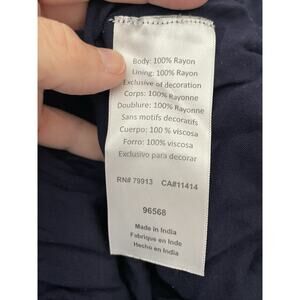 Body: 100% Rayon
Lining: 100% Rayon
Exclusive of decoration
Corps: 100% Rayonne
Doublure: 100% Rayonne
Sans motifs decoratifs
Cuerpo: 100 % viscosa
Forro: 100% viscosa
Exclusivo para decorar
RN# 79913 CA#11414
96568
Made in India
Fabrique en Inde
Hecho en India